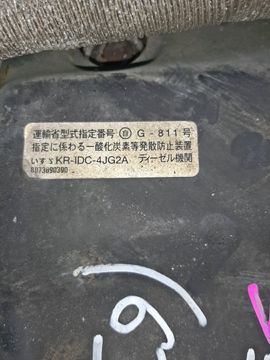 運輸省型式指定番号 ㊐ G-811号
指定に係わる一酸化炭素等発散防止装置
いすゞ KR-IDC-4JG2A ディーゼル機関